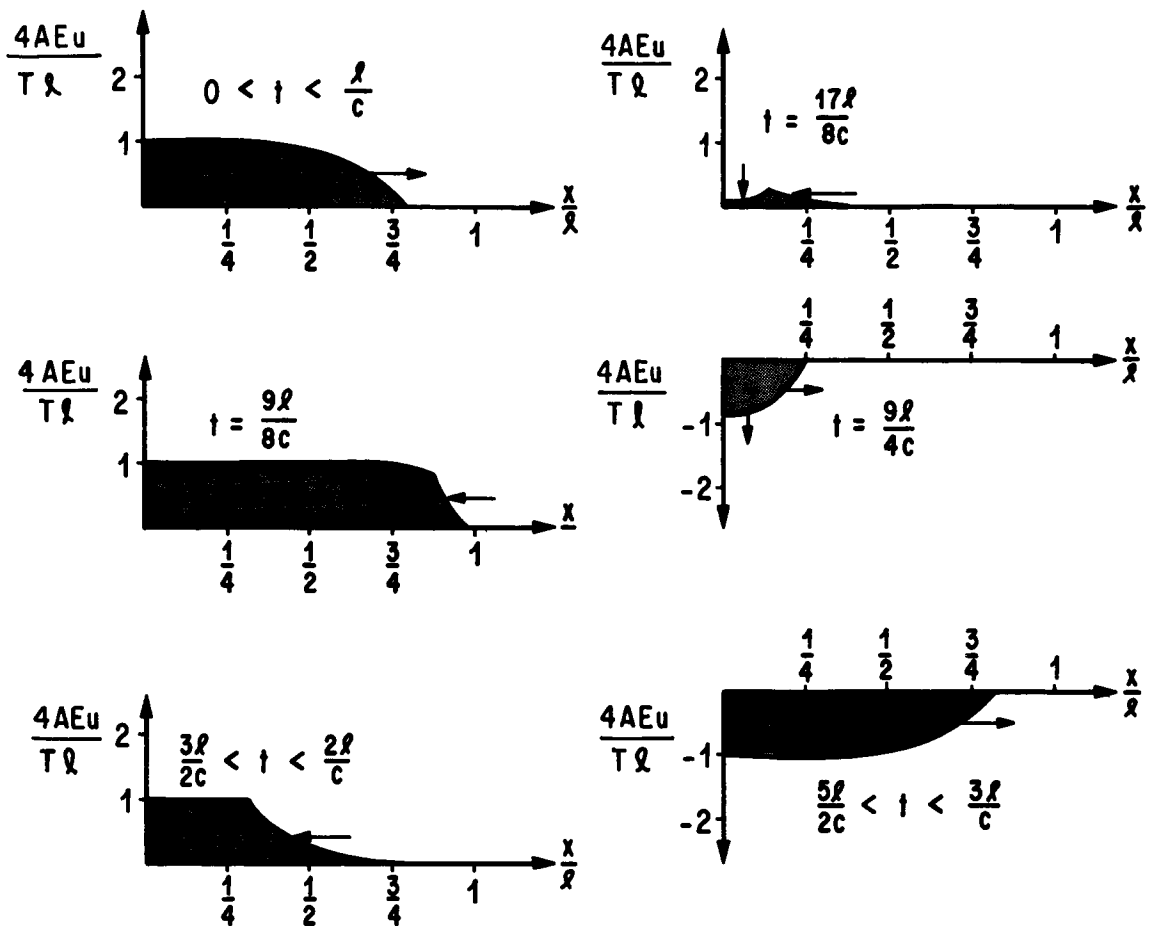 4AEu / Tℓ
2
1
0 < t < ℓ/c
1/4 1/2 3/4 1
x/ℓ
4AEu / Tℓ
2
1
t = 9ℓ/8c
1/4 1/2 3/4 1
x
4AEu / Tℓ
2
1
3ℓ/2c < t < 2ℓ/c
1/4 1/2 3/4 1
x/ℓ
4AEu / Tℓ
2
1
t = 17ℓ/8c
1/4 1/2 3/4 1
x/ℓ
1/4 1/2 3/4 1
x/ℓ
4AEu / Tℓ
-1
-2
t = 9ℓ/4c
1/4 1/2 3/4 1
x/ℓ
4AEu / Tℓ
-1
-2
5ℓ/2c < t < 3ℓ/c